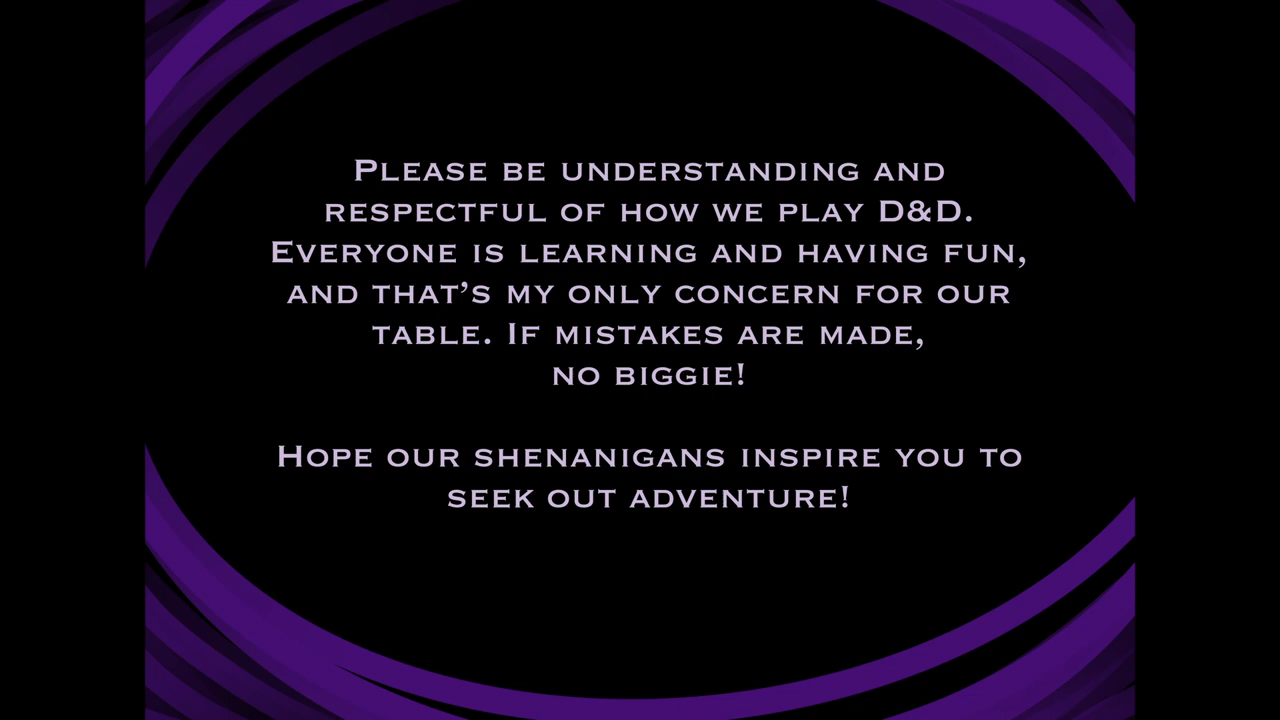 Please be understanding and
respectful of how we play D&D.
Everyone is learning and having fun,
and that’s my only concern for our
table. If mistakes are made,
no biggie!
Hope our shenanigans inspire you to
seek out adventure!